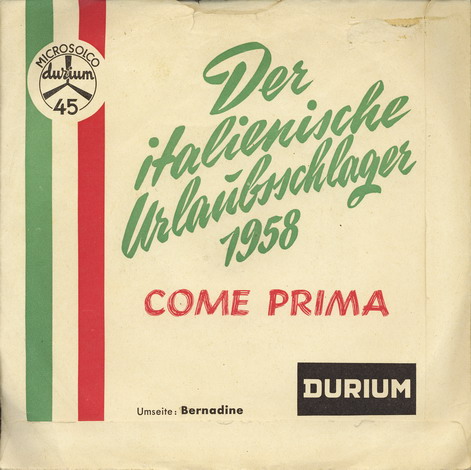 MICROSOLCO
durium
45
Der
italienische
Urlaubsschlager
1958
COME PRIMA
DURIUM
Umseite: Bernadine